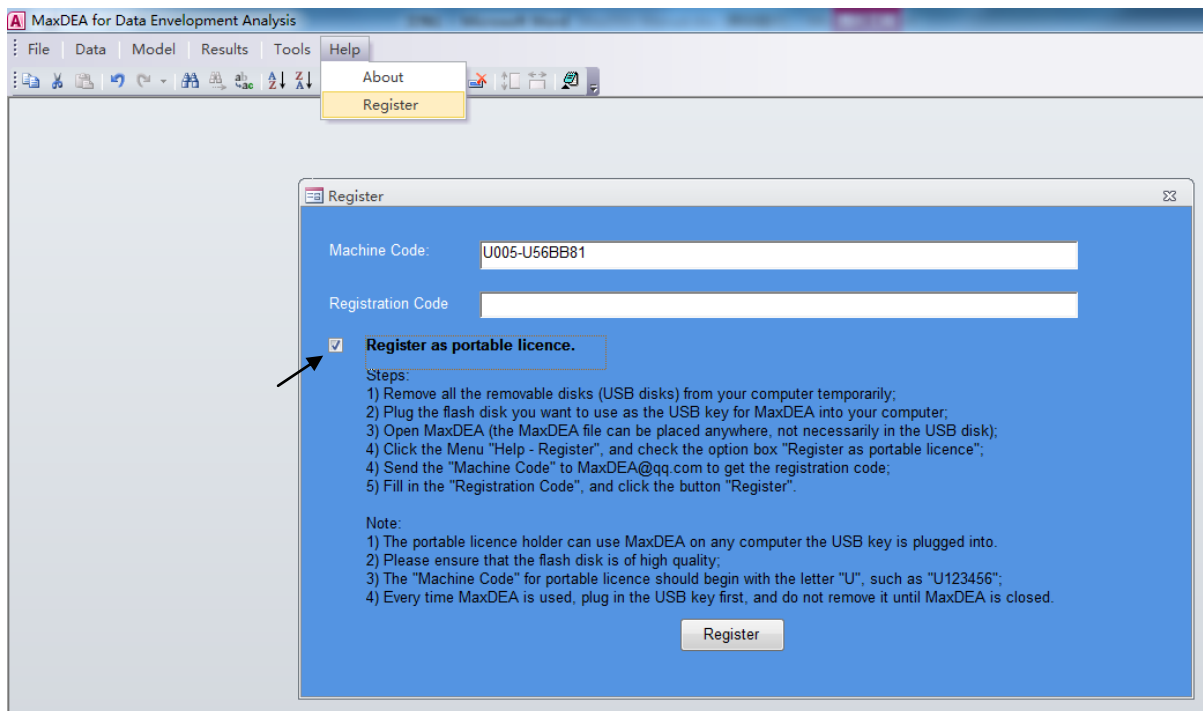 MaxDEA for Data Envelopment Analysis
File Data Model Results Tools Help
About
Register
Register
Machine Code: U005-U56BB81
Registration Code
Register as portable licence.
Steps:
1) Remove all the removable disks (USB disks) from your computer temporarily;
2) Plug the flash disk you want to use as the USB key for MaxDEA into your computer;
3) Open MaxDEA (the MaxDEA file can be placed anywhere, not necessarily in the USB disk);
4) Click the Menu "Help - Register", and check the option box "Register as portable licence";
4) Send the "Machine Code" to MaxDEA@qq.com to get the registration code;
5) Fill in the "Registration Code", and click the button "Register".
Note:
1) The portable licence holder can use MaxDEA on any computer the USB key is plugged into.
2) Please ensure that the flash disk is of high quality;
3) The "Machine Code" for portable licence should begin with the letter "U", such as "U123456";
4) Every time MaxDEA is used, plug in the USB key first, and do not remove it until MaxDEA is closed.
Register